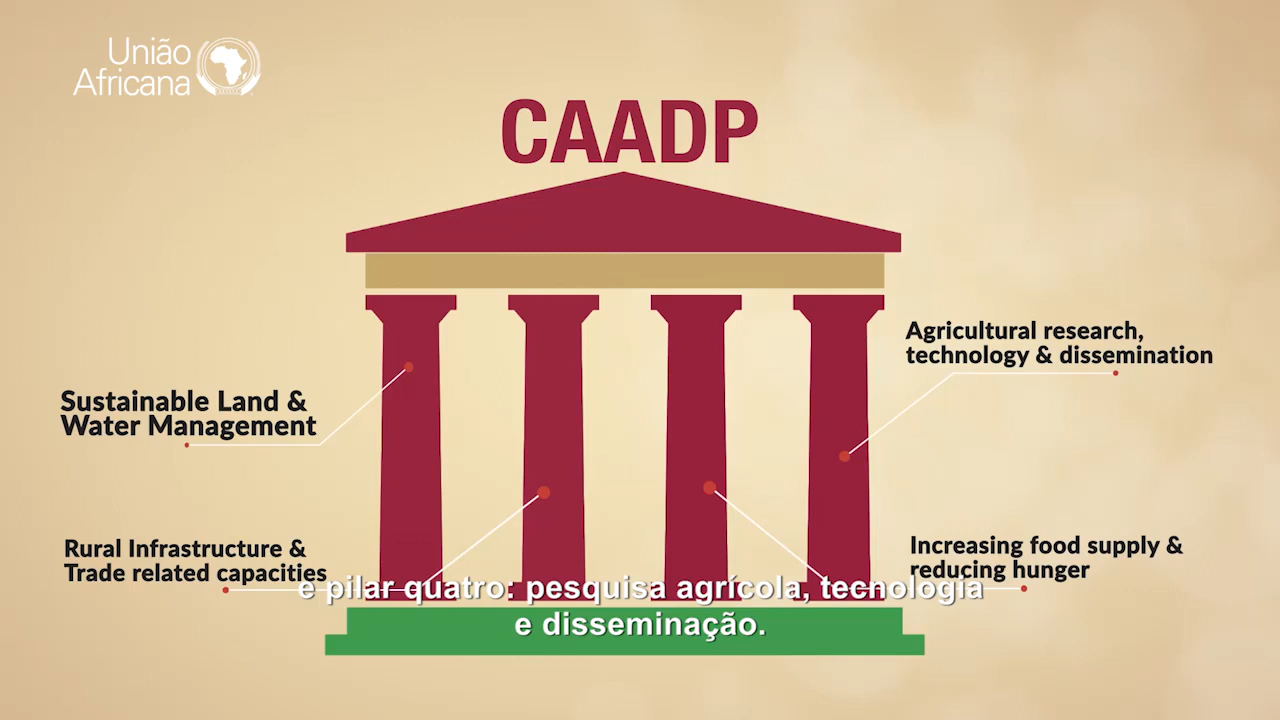 União
Africana
CAADP
Agricultural research,
technology & dissemination
Sustainable Land &
Water Management
Rural Infrastructure &
Trade related capacities
Increasing food supply &
reducing hunger
e pilar quatro: pesquisa agrícola, tecnologia
e disseminação.